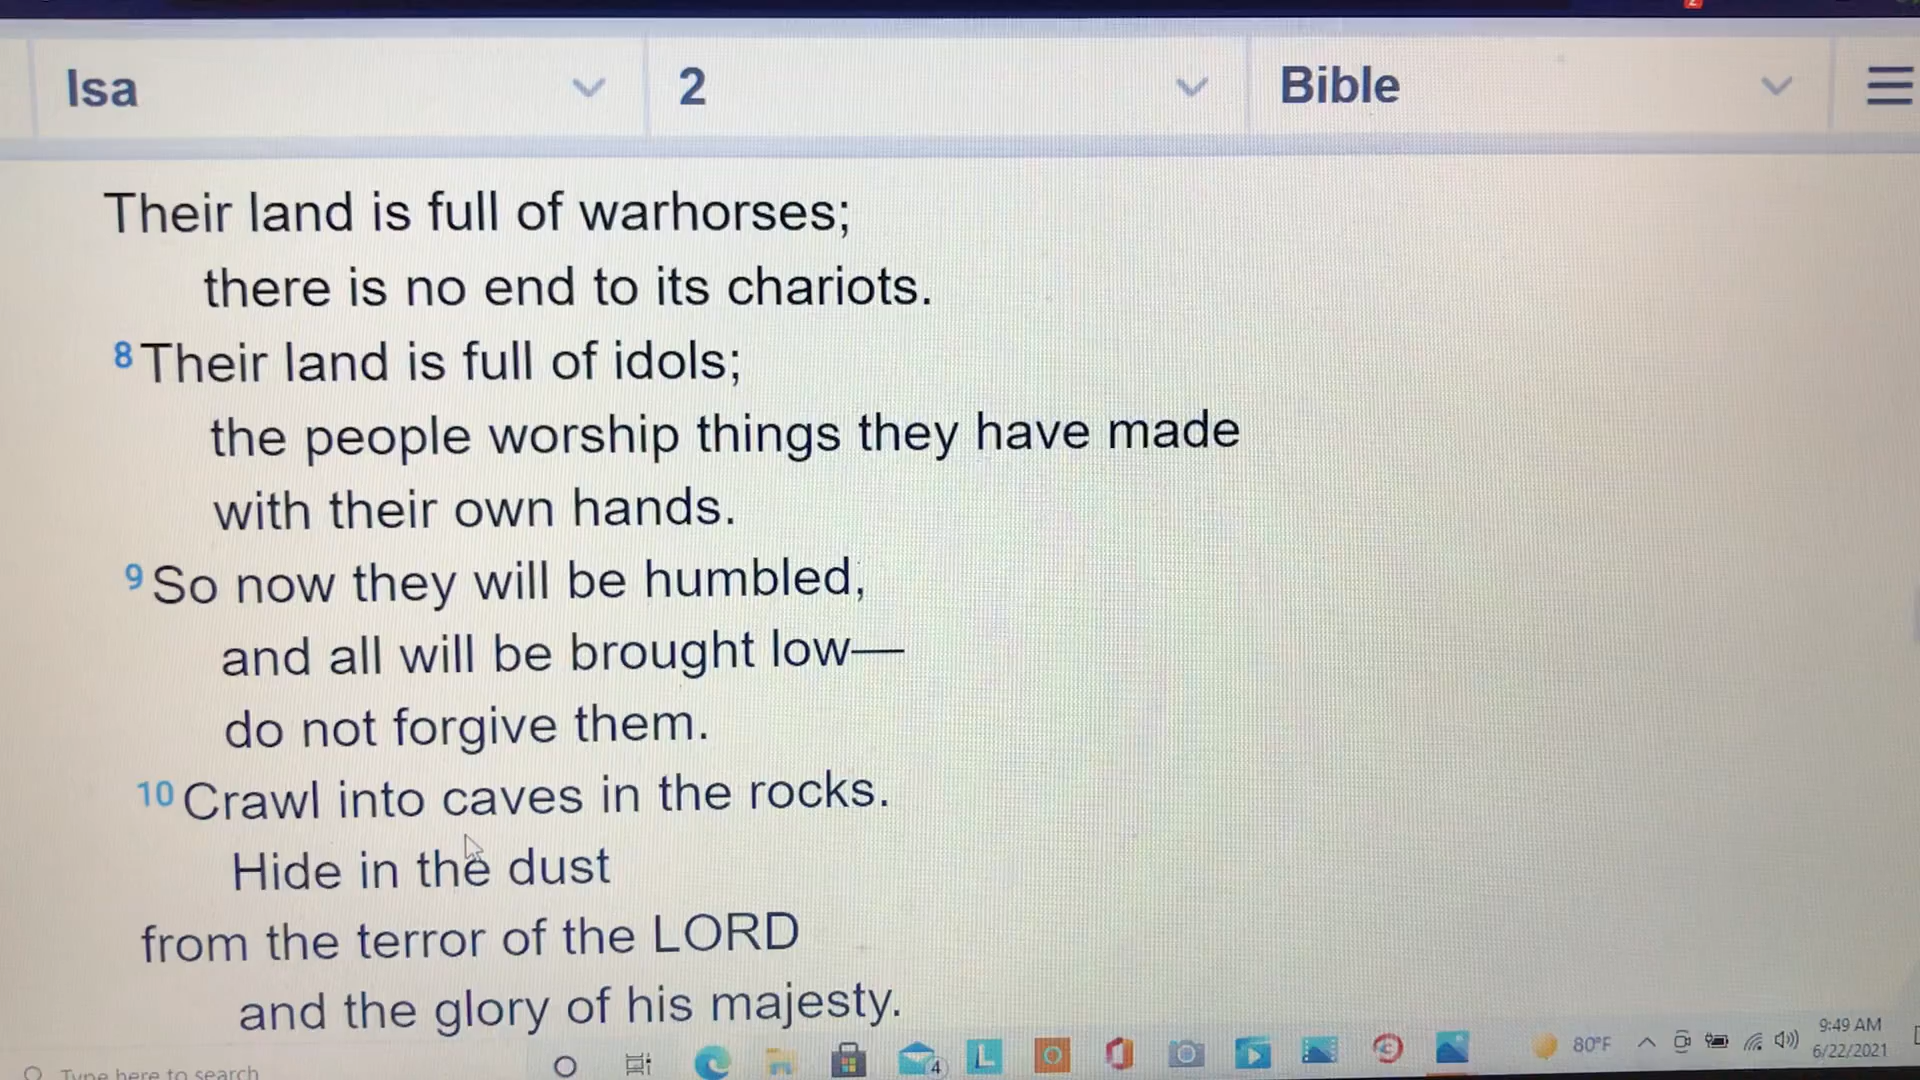 Isa
2
Bible
Their land is full of warhorses;
there is no end to its chariots.
8 Their land is full of idols;
the people worship things they have made
with their own hands.
9 So now they will be humbled,
and all will be brought low—
do not forgive them.
10 Crawl into caves in the rocks.
Hide in the dust
from the terror of the LORD
and the glory of his majesty.
Type here to search
4
L
80°F
9:49 AM
6/22/2021